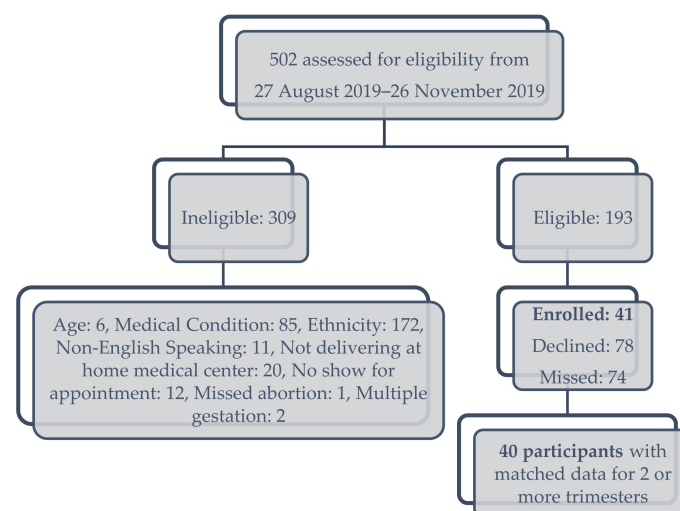 502 assessed for eligibility from
27 August 2019–26 November 2019
Ineligible: 309
Eligible: 193
Age: 6, Medical Condition: 85, Ethnicity: 172,
Non-English Speaking: 11, Not delivering at
home medical center: 20, No show for
appointment: 12, Missed abortion: 1, Multiple
gestation: 2
Enrolled: 41
Declined: 78
Missed: 74
40 participants with
matched data for 2 or
more trimesters